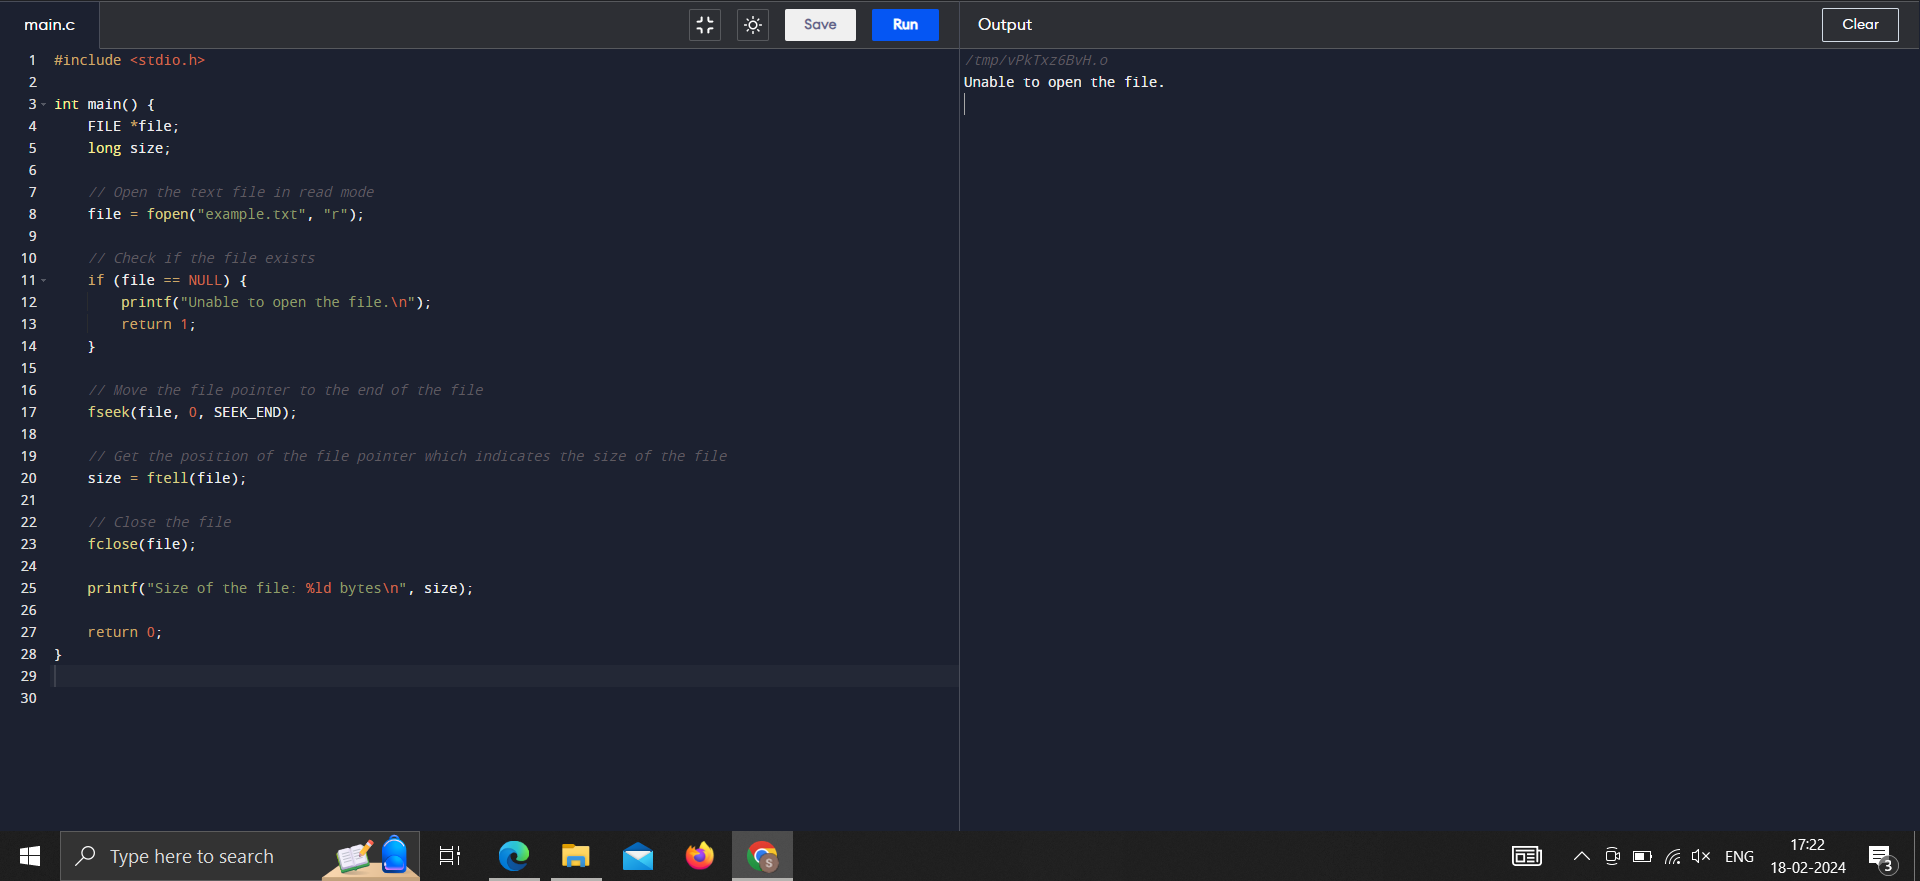 main.c
Save
Run
Output
Clear
1 #include <stdio.h>
2
3 int main() {
4 FILE *file;
5 long size;
6
7 // Open the text file in read mode
8 file = fopen("example.txt", "r");
9
10 // Check if the file exists
11 if (file == NULL) {
12 printf("Unable to open the file.\n");
13 return 1;
14 }
15
16 // Move the file pointer to the end of the file
17 fseek(file, 0, SEEK_END);
18
19 // Get the position of the file pointer which indicates the size of the file
20 size = ftell(file);
21
22 // Close the file
23 fclose(file);
24
25 printf("Size of the file: %ld bytes\n", size);
26
27 return 0;
28 }
29
30
/tmp/vPkTxz6BvH.o
Unable to open the file.
Type here to search
S
ENG
17:22
18-02-2024
3